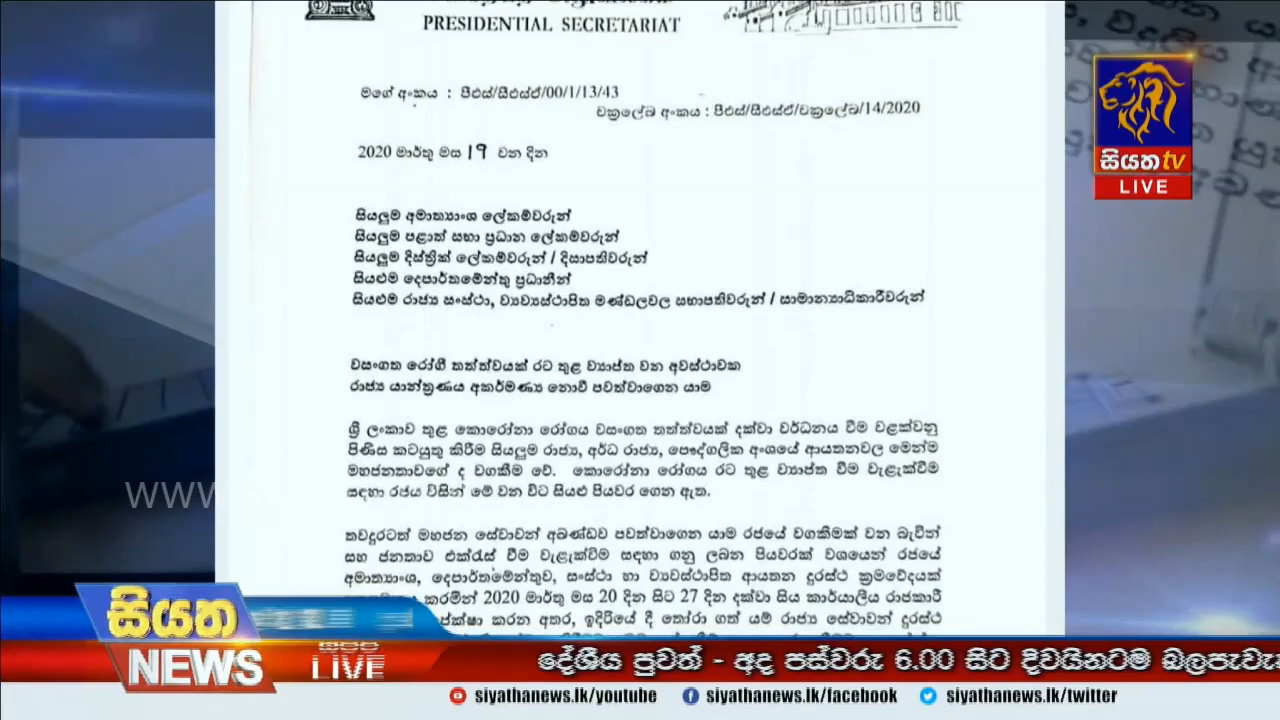 PRESIDENTIAL SECRETARIAT
මගේ අංකය : පීඑස්/සීඑස්ඒ/00/1/13/43
චක්‍රලේඛ අංකය : පීඑස්/සීඑස්ඒ/චක්‍රලේඛ/14/2020
2020 මාර්තු මස 19 වන දින
සියලුම අමාත්‍යාංශ ලේකම්වරුන්
සියලුම පළාත් සභා ප්‍රධාන ලේකම්වරුන්
සියලුම දිස්ත්‍රික් ලේකම්වරුන් / දිසාපතිවරුන්
සියළුම දෙපාර්තමේන්තු ප්‍රධානීන්
සියළුම රාජ්‍ය සංස්ථා, ව්‍යවස්ථාපිත මණ්ඩලවල සභාපතිවරුන් / සාමාන්‍යාධිකාරීවරුන්
වසංගත රෝගී තත්ත්වයක් රට තුළ ව්‍යාප්ත වන අවස්ථාවක
රාජ්‍ය යාන්ත්‍රණය අකර්මණ්‍ය නොවී පවත්වාගෙන යාම
ශ්‍රී ලංකාව තුළ කොරෝනා රෝගය වසංගත තත්ත්වයක් දක්වා වර්ධනය වීම වළක්වනු
පිණිස කටයුතු කිරීම සියලුම රාජ්‍ය, අර්ධ රාජ්‍ය, පෞද්ගලික අංශයේ ආයතනවල මෙන්ම
මහජනතාවගේ ද වගකීම වේ. කොරෝනා රෝගය රට තුළ ව්‍යාප්ත වීම වැළැක්වීම
සඳහා රජය විසින් මේ වන විට සියළු පියවර ගෙන ඇත.
තවදුරටත් මහජන සේවාවන් අඛණ්ඩව පවත්වාගෙන යාම රජයේ වගකීමක් වන බැවින්
සහ ජනතාව එක්රැස් වීම වැළැක්වීම සඳහා ගනු ලබන පියවරක් වශයෙන් රජයේ
අමාත්‍යාංශ, දෙපාර්තමේන්තුව, සංස්ථා හා ව්‍යවස්ථාපිත ආයතන දුරස්ථ ක්‍රමවේදයක්
කරමින් 2020 මාර්තු මස 20 දින සිට 27 දින දක්වා සිය කාර්යාලීය රාජකාරී
කරන අතර, ඉදිරියේ දී තෝරා ගත් යම් රාජ්‍ය සේවාවන් දුරස්ථ
www
සියත tv
LIVE
සියත
NEWS
සජීවී
LIVE
දේශීය පුවත් - අද පස්වරු 6.00 සිට දිවයිනටම බලපැවැ
siyathanews.lk/youtube siyathanews.lk/facebook siyathanews.lk/twitter